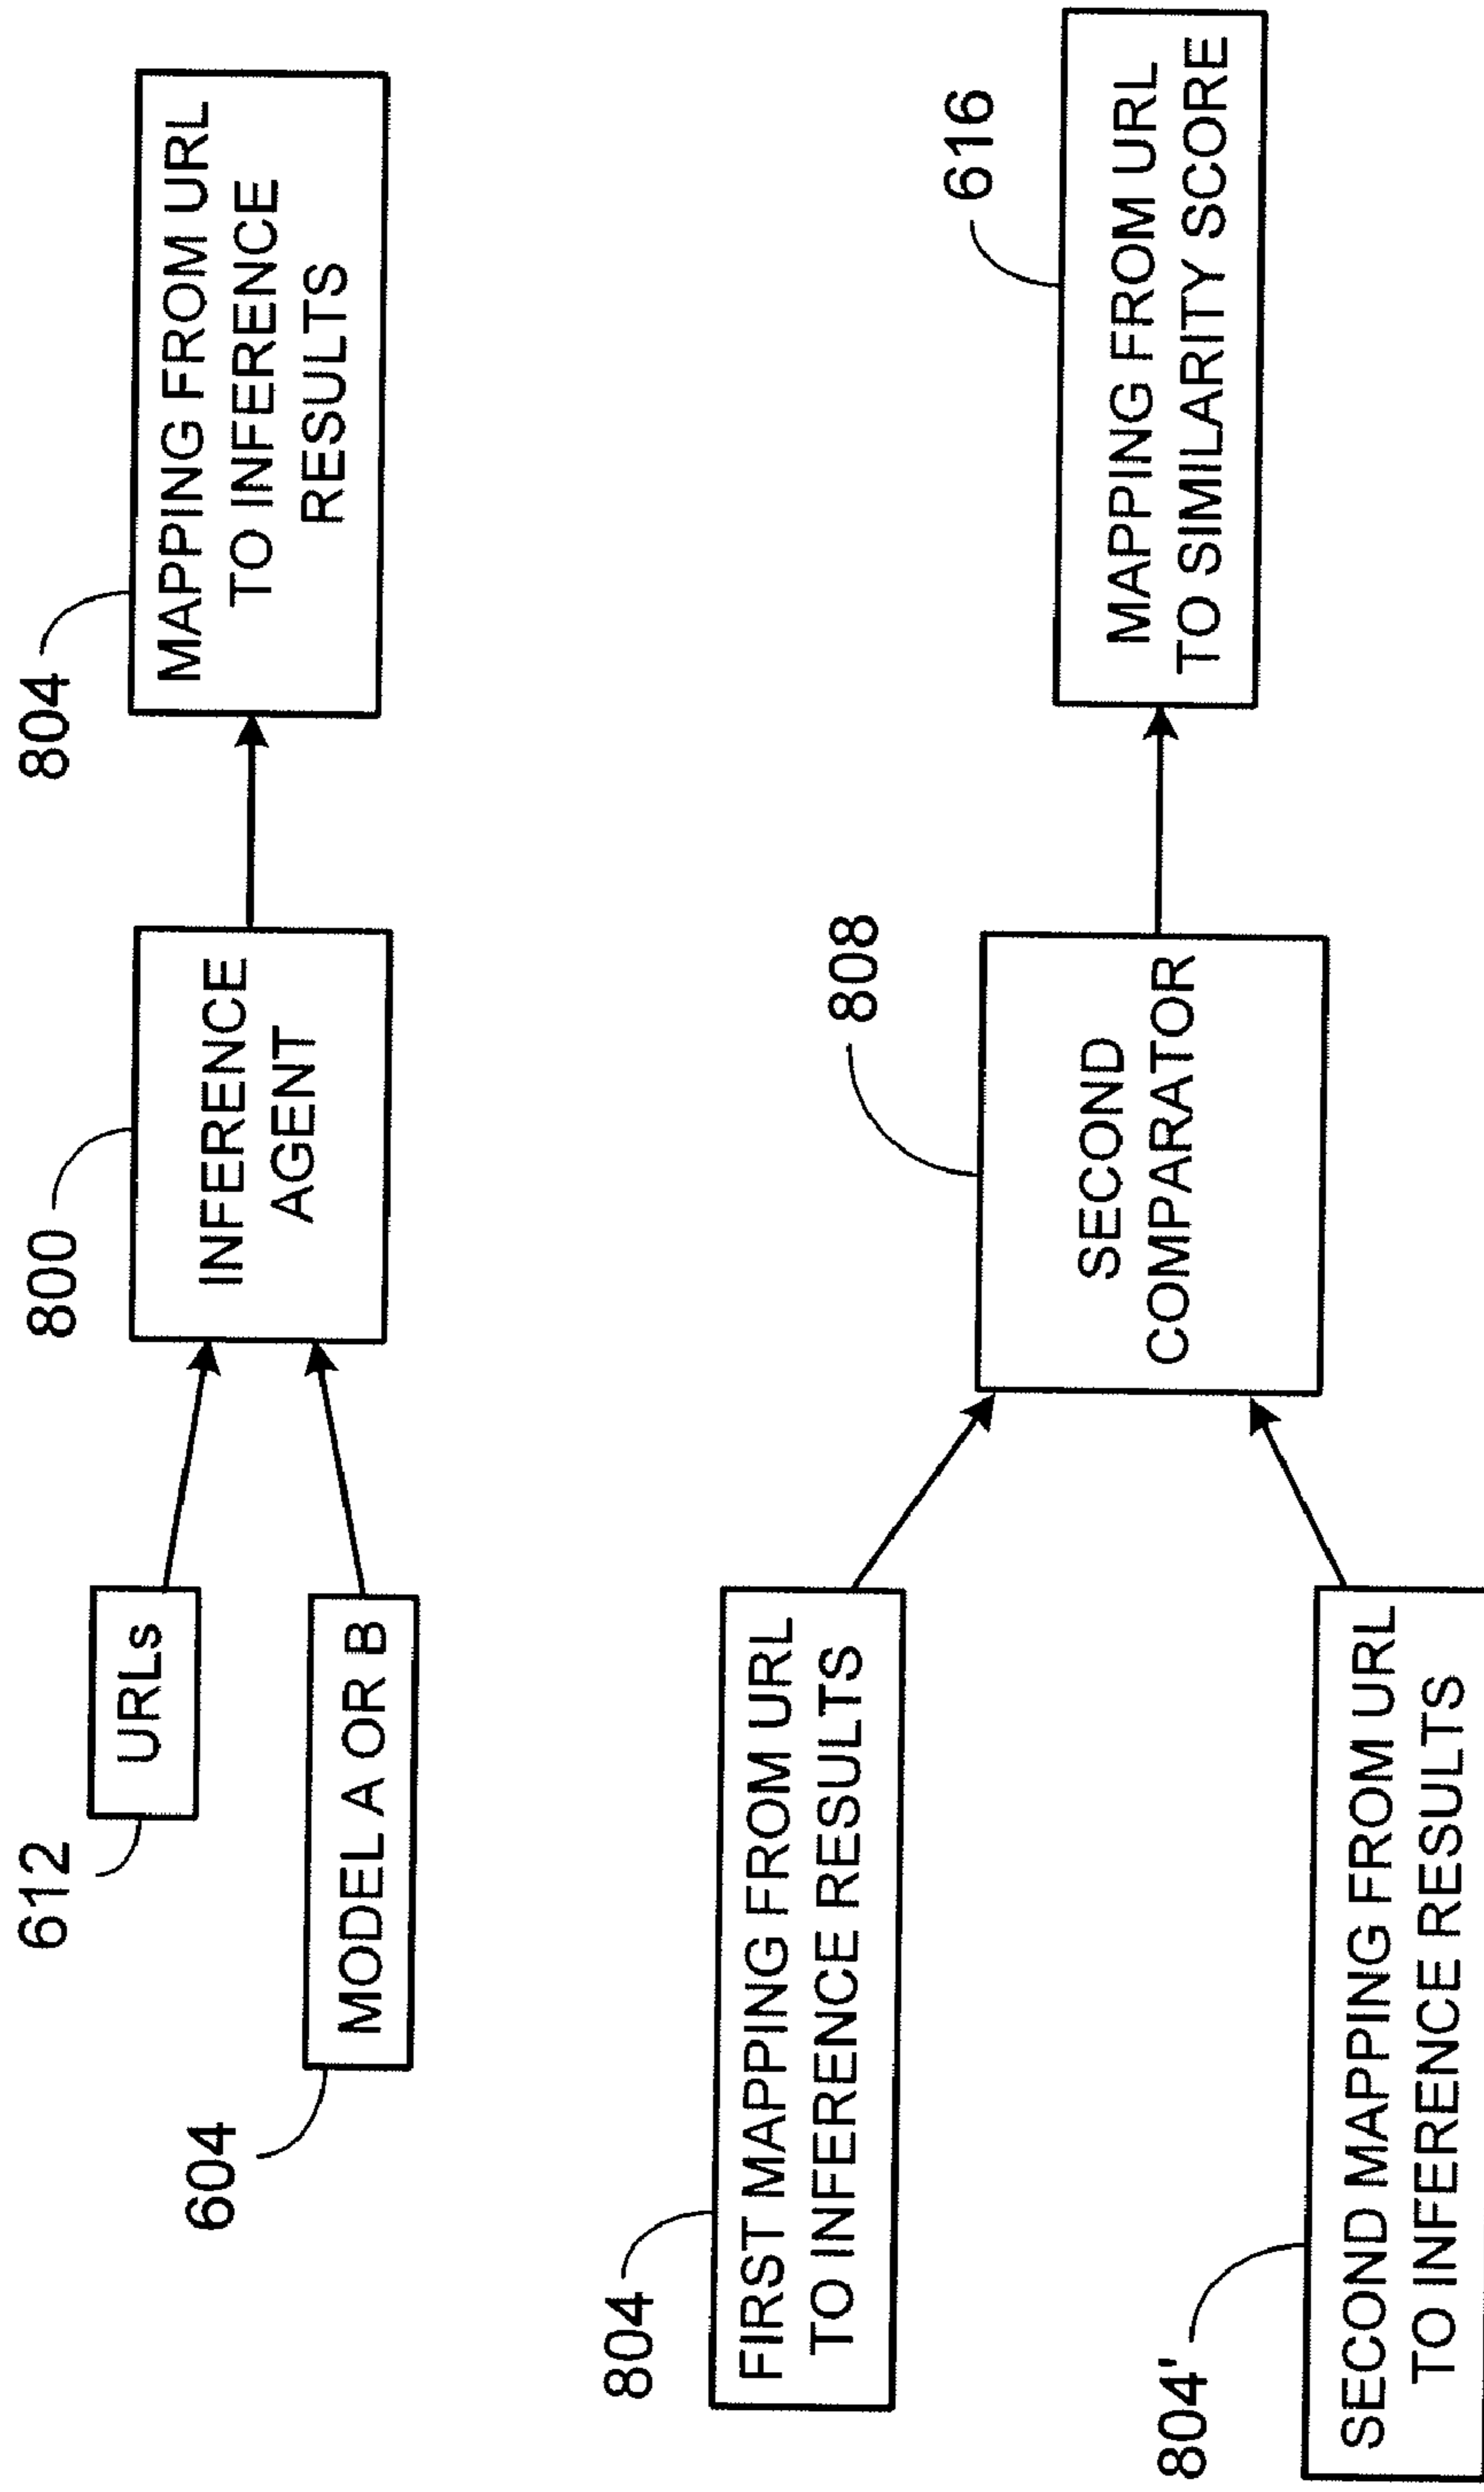 612
URLs
604
MODEL A OR B
800
INFERENCE
AGENT
804
MAPPING FROM URL
TO INFERENCE
RESULTS
804
FIRST MAPPING FROM URL
TO INFERENCE RESULTS
804'
SECOND MAPPING FROM URL
TO INFERENCE RESULTS
808
SECOND
COMPARATOR
616
MAPPING FROM URL
TO SIMILARITY SCORE